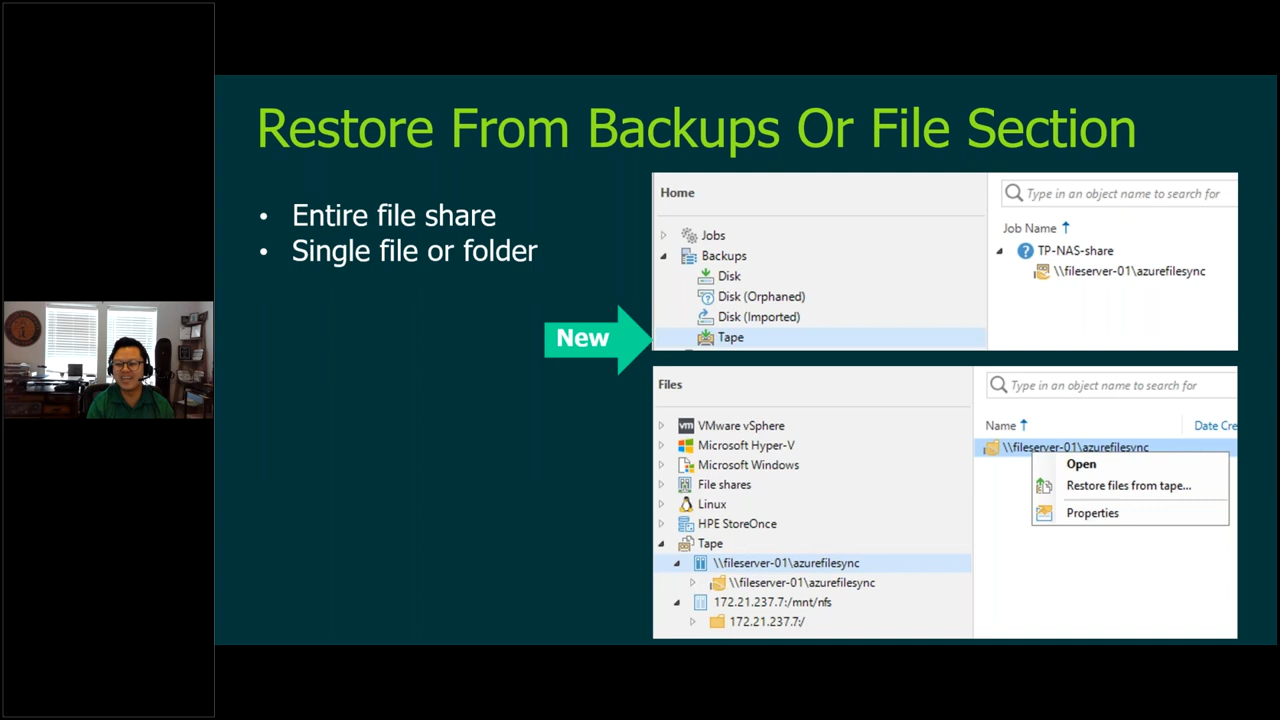 Restore From Backups Or File Section
• Entire file share
• Single file or folder
New
Home
Jobs
Backups
Disk
Disk (Orphaned)
Disk (Imported)
Tape
Type in an object name to search for
Job Name
TP-NAS-share
\\fileserver-01\azurefilesync
Files
VMware vSphere
Microsoft Hyper-V
Microsoft Windows
File shares
Linux
HPE StoreOnce
Tape
\\fileserver-01\azurefilesync
\\fileserver-01\azurefilesync
172.21.237.7:/mnt/nfs
172.21.237.7:/
Type in an object name to search for
Name Date Cre
\\fileserver-01\azurefilesync
Open
Restore files from tape...
Properties